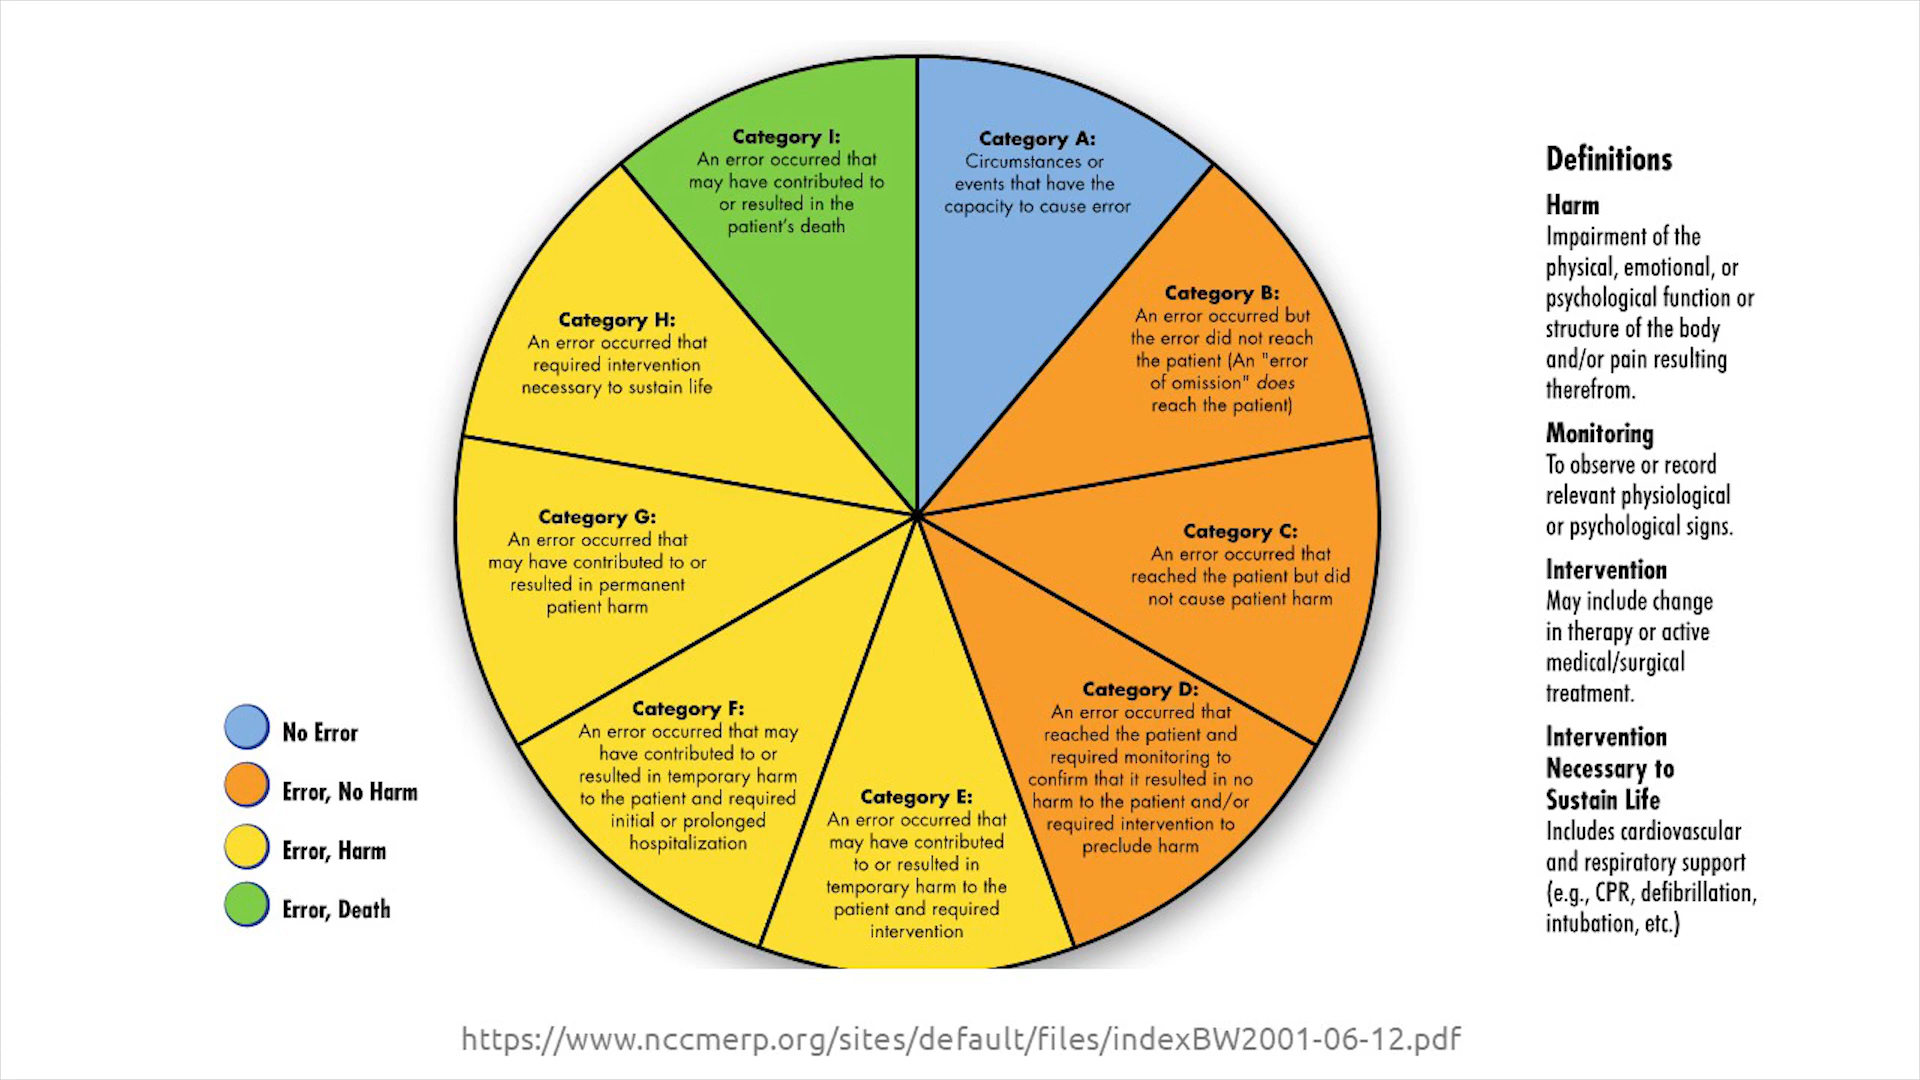 Category I:
An error occurred that
may have contributed to
or resulted in the
patient's death
Category A:
Circumstances or
events that have the
capacity to cause error
Category B:
An error occurred but
the error did not reach
the patient (An "error
of omission" does
reach the patient)
Category C:
An error occurred that
reached the patient but did
not cause patient harm
Category D:
An error occurred that
reached the patient and
required monitoring to
confirm that it resulted in no
harm to the patient and/or
required intervention to
preclude harm
Category E:
An error occurred that
may have contributed
to or resulted in
temporary harm to the
patient and required
intervention
Category F:
An error occurred that may
have contributed to or
resulted in temporary harm
to the patient and required
initial or prolonged
hospitalization
Category G:
An error occurred that
may have contributed to or
resulted in permanent
patient harm
Category H:
An error occurred that
required intervention
necessary to sustain life
No Error
Error, No Harm
Error, Harm
Error, Death
Definitions
Harm
Impairment of the
physical, emotional, or
psychological function or
structure of the body
and/or pain resulting
therefrom.
Monitoring
To observe or record
relevant physiological
or psychological signs.
Intervention
May include change
in therapy or active
medical/surgical
treatment.
Intervention
Necessary to
Sustain Life
Includes cardiovascular
and respiratory support
(e.g., CPR, defibrillation,
intubation, etc.)
https://www.nccmerp.org/sites/default/files/indexBW2001-06-12.pdf